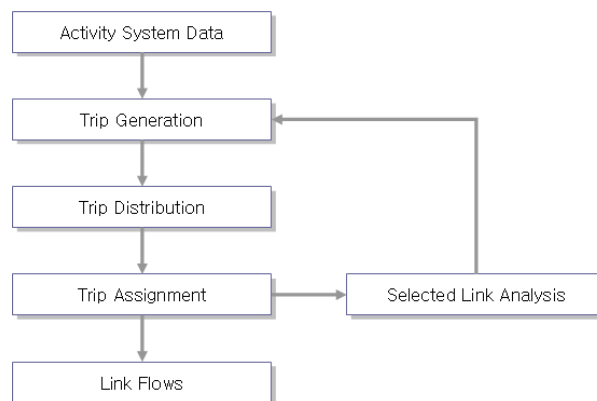 Activity System Data
Trip Generation
Trip Distribution
Trip Assignment
Selected Link Analysis
Link Flows